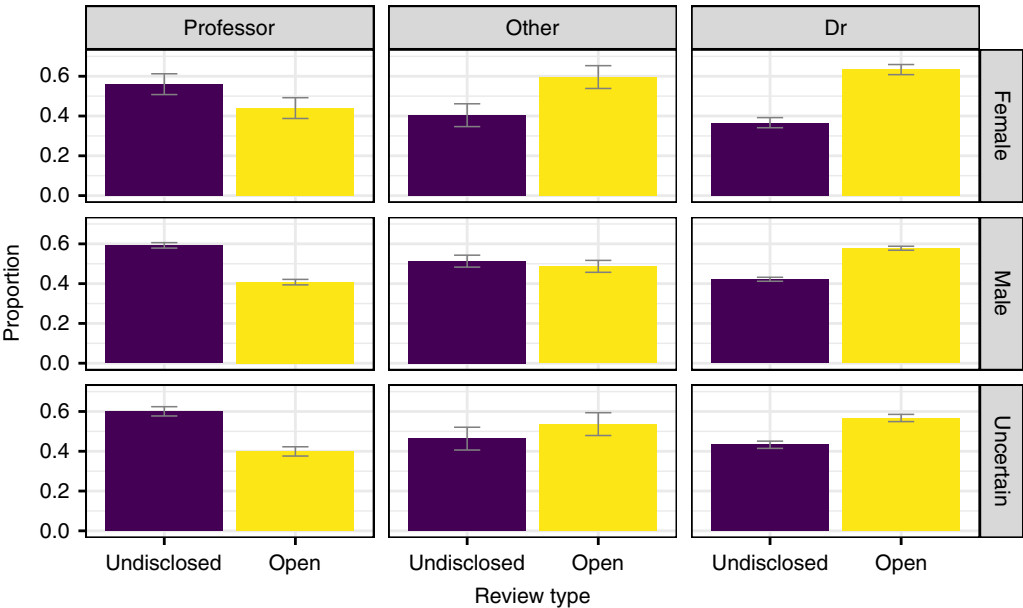 Professor
Other
Dr
0.6
0.4
0.2
0.0
Female
0.6
0.4
0.2
0.0
Male
0.6
0.4
0.2
0.0
Uncertain
Proportion
Undisclosed
Open
Undisclosed
Open
Undisclosed
Open
Review type